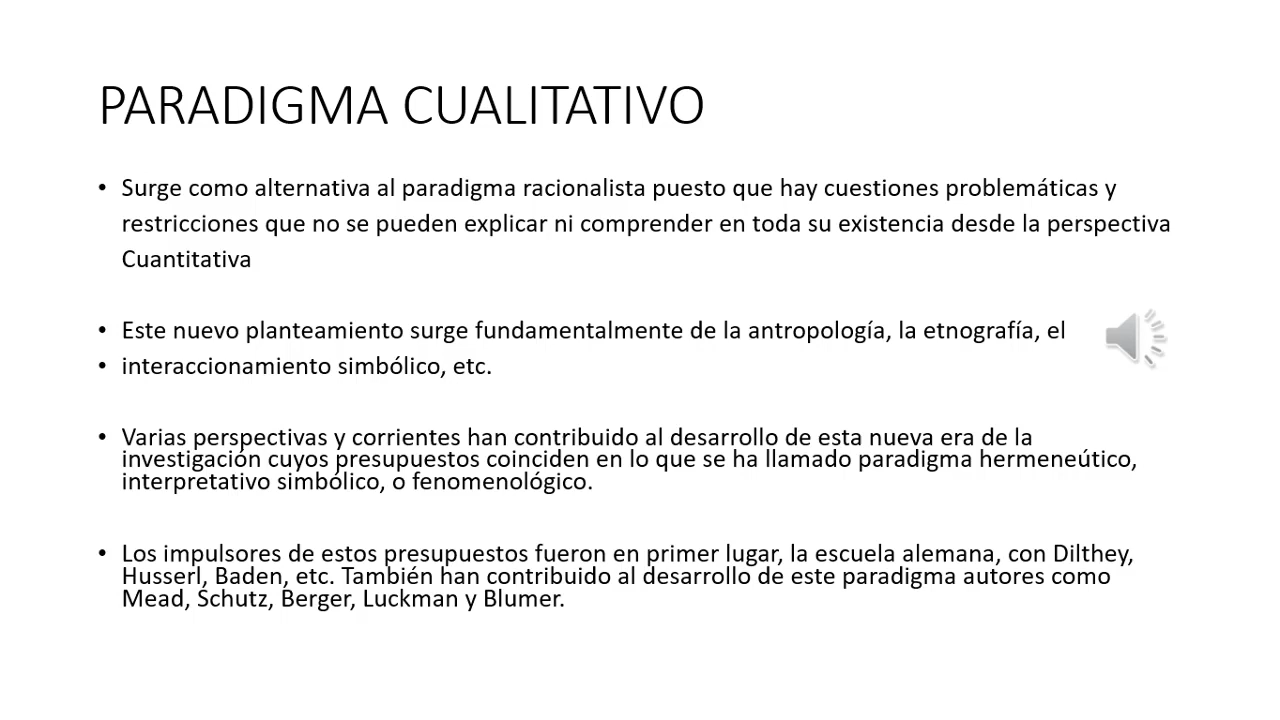 PARADIGMA CUALITATIVO
• Surge como alternativa al paradigma racionalista puesto que hay cuestiones problemáticas y
restricciones que no se pueden explicar ni comprender en toda su existencia desde la perspectiva
Cuantitativa
• Este nuevo planteamiento surge fundamentalmente de la antropología, la etnografía, el
• interaccionamiento simbólico, etc.
• Varias perspectivas y corrientes han contribuido al desarrollo de esta nueva era de la
investigación cuyos presupuestos coinciden en lo que se ha llamado paradigma hermeneútico,
interpretativo simbólico, o fenomenológico.
• Los impulsores de estos presupuestos fueron en primer lugar, la escuela alemana, con Dilthey,
Husserl, Baden, etc. También han contribuido al desarrollo de este paradigma autores como
Mead, Schutz, Berger, Luckman y Blumer.